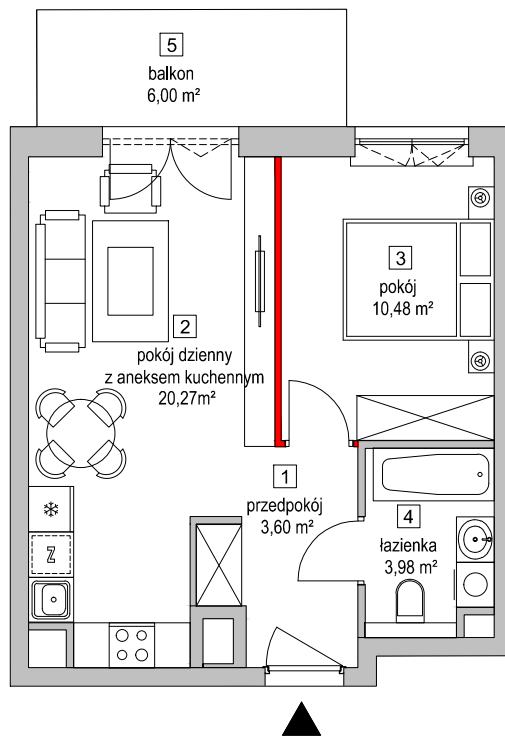 5
balkon
6,00 m²
3
pokój
10,48 m²
2
pokój dzienny
z aneksem kuchennym
20,27m²
1
przedpokój
3,60 m²
4
łazienka
3,98 m²
Z